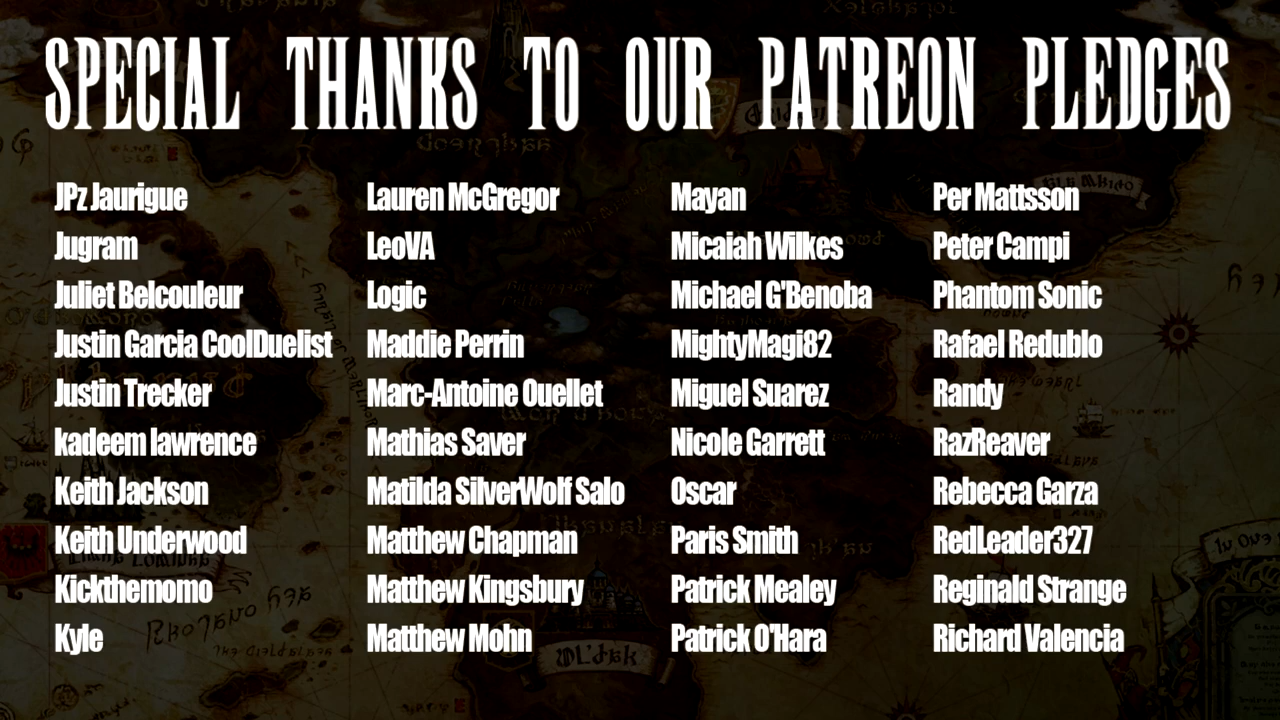 SPECIAL THANKS TO OUR PATREON PLEDGES
JPz Jaurigue
Jugram
Juliet Belcouleur
Justin Garcia CoolDuelist
Justin Trecker
kadeem lawrence
Keith Jackson
Keith Underwood
Kickthemomo
Kyle
Lauren McGregor
LeoVA
Logic
Maddie Perrin
Marc-Antoine Ouellet
Mathias Saver
Matilda SilverWolf Salo
Matthew Chapman
Matthew Kingsbury
Matthew Mohn
Mayan
Micaiah Wilkes
Michael G'Benoba
MightyMagi82
Miguel Suarez
Nicole Garrett
Oscar
Paris Smith
Patrick Mealey
Patrick O'Hara
Per Mattsson
Peter Campi
Phantom Sonic
Rafael Redublo
Randy
RazReaver
Rebecca Garza
RedLeader327
Reginald Strange
Richard Valencia